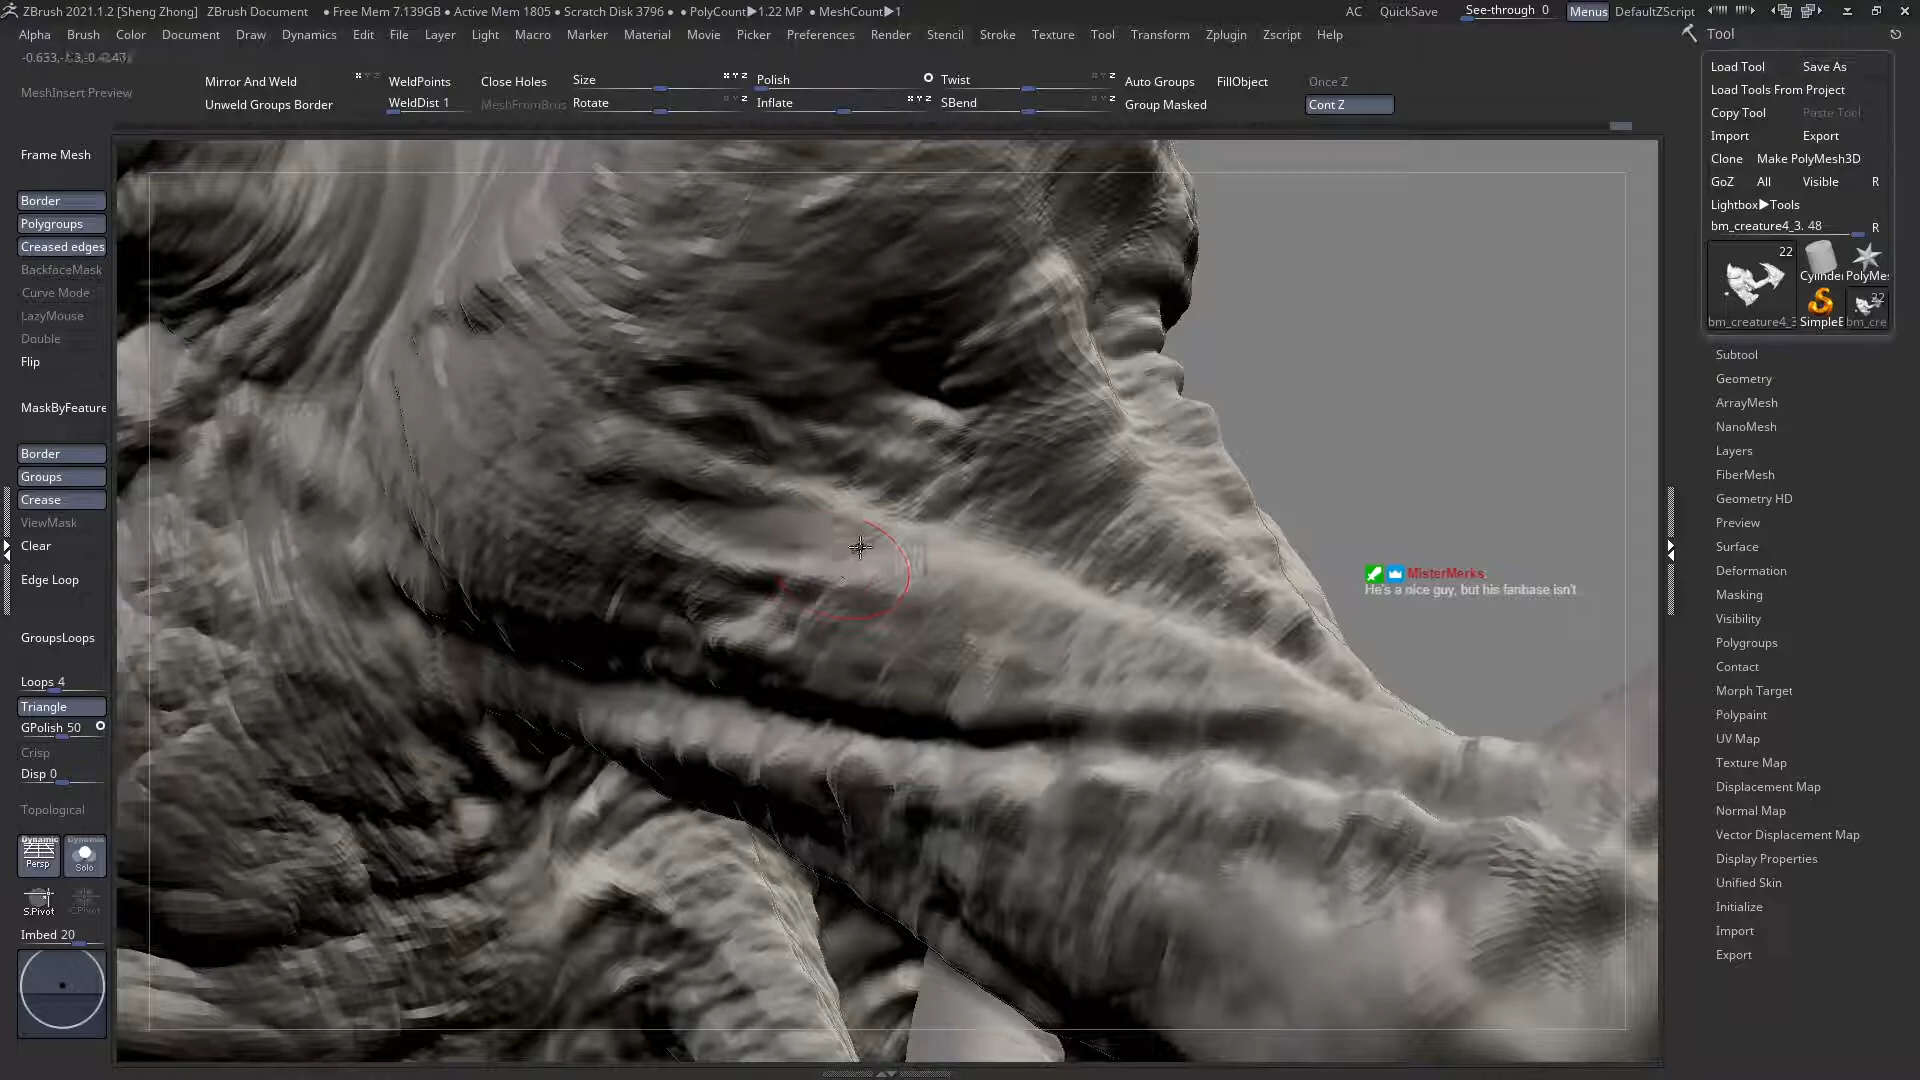 ZBrush 2021.1.2 [Sheng Zhong] ZBrush Document • Free Mem 7.139GB • Active Mem 1805 • Scratch Disk 3796 • PolyCount▶1.22 MP • MeshCount▶1 AC QuickSave See-through 0 Menus DefaultZScript
Alpha Brush Color Document Draw Dynamics Edit File Layer Light Macro Marker Material Movie Picker Preferences Render Stencil Stroke Texture Tool Transform Zplugin Zscript Help
Tool
MeshInsert Preview
Mirror And Weld WeldPoints Close Holes Size Polish Twist Auto Groups FillObject Once Z
Unweld Groups Border WeldDist 1 MeshFromBrus Rotate Inflate SBend Group Masked Cont Z
Frame Mesh
Border
Polygroups
Creased edges
BackfaceMask
Curve Mode
LazyMouse
Double
Flip
MaskByFeature
Border
Groups
Crease
ViewMask
Clear
Edge Loop
GroupsLoops
Loops 4
Triangle
GPolish 50
Crisp
Disp 0
Topological
Dynamic Dynamic
Persp Solo
S.Pivot C.Pivot
Imbed 20
MisterMerks:
He's a nice guy, but his fanbase isn't
Load Tool Save As
Load Tools From Project
Copy Tool Paste Tool
Import Export
Clone Make PolyMesh3D
GoZ All Visible R
Lightbox▶Tools
bm_creature4_3. 48 R
22
Cylinder PolyMes
22
bm_creature4_3 SimpleE bm_cre
Subtool
Geometry
ArrayMesh
NanoMesh
Layers
FiberMesh
Geometry HD
Preview
Surface
Deformation
Masking
Visibility
Polygroups
Contact
Morph Target
Polypaint
UV Map
Texture Map
Displacement Map
Normal Map
Vector Displacement Map
Display Properties
Unified Skin
Initialize
Import
Export